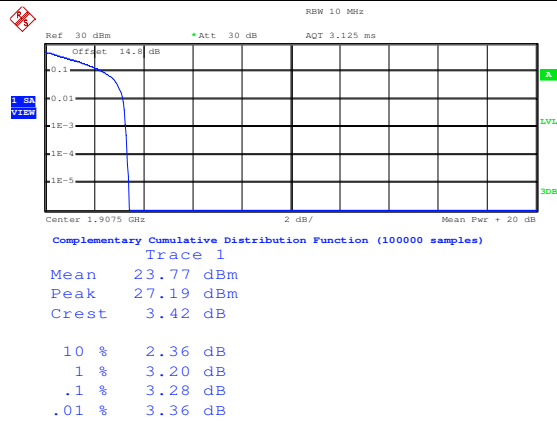 RBW 10 MHz
Ref 30 dBm *Att 30 dB AQT 3.125 ms
Offset 14.8 dB
0.1
A
0.01
1 SA
VIEW
1E-3
LVL
1E-4
1E-5
3DB
Center 1.9075 GHz 2 dB/ Mean Pwr + 20 dB
Complementary Cumulative Distribution Function (100000 samples)
Trace 1
Mean 23.77 dBm
Peak 27.19 dBm
Crest 3.42 dB
10 % 2.36 dB
1 % 3.20 dB
.1 % 3.28 dB
.01 % 3.36 dB